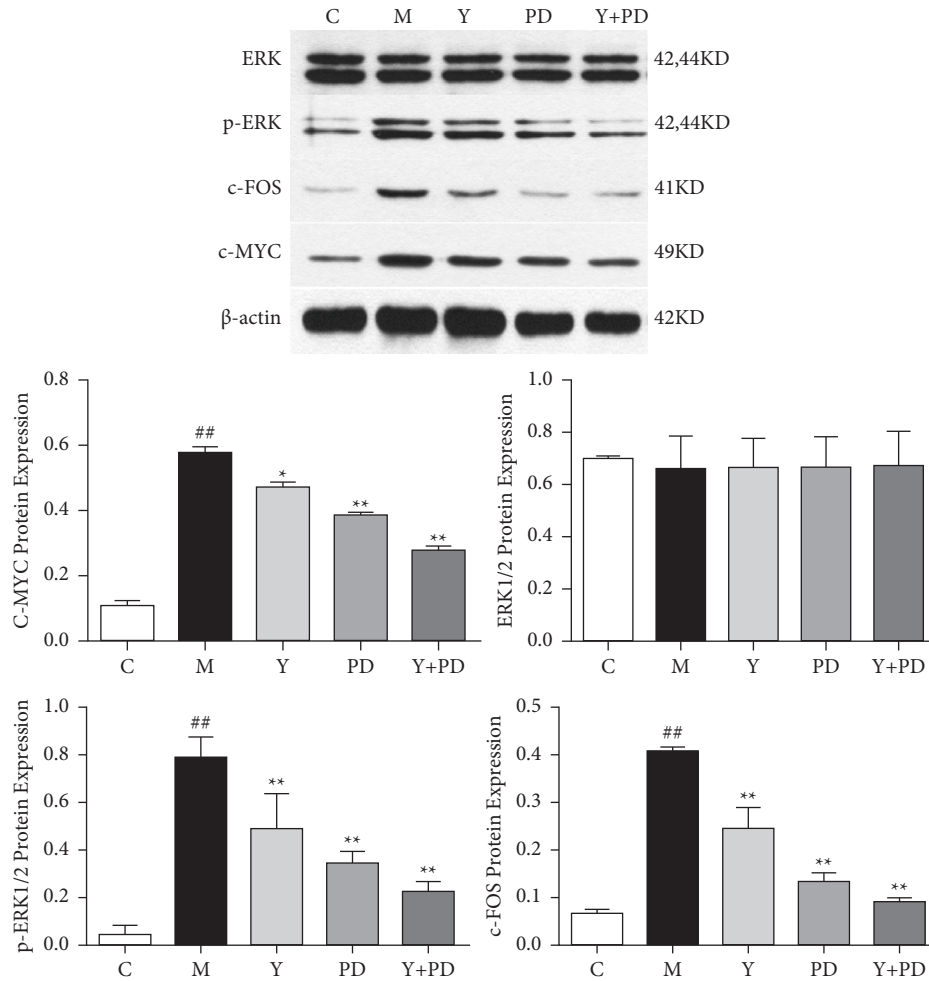 C M Y PD Y+PD
ERK 42,44KD
p-ERK 42,44KD
c-FOS 41KD
c-MYC 49KD
β-actin 42KD
C-MYC Protein Expression
0.8
0.6
0.4
0.2
0.0
##
*
**
**
C M Y PD Y+PD
ERK1/2 Protein Expression
1.0
0.8
0.6
0.4
0.2
0.0
C M Y PD Y+PD
p-ERK1/2 Protein Expression
1.0
0.8
0.6
0.4
0.2
0.0
##
**
**
**
C M Y PD Y+PD
c-FOS Protein Expression
0.5
0.4
0.3
0.2
0.1
0.0
##
**
**
**
C M Y PD Y+PD